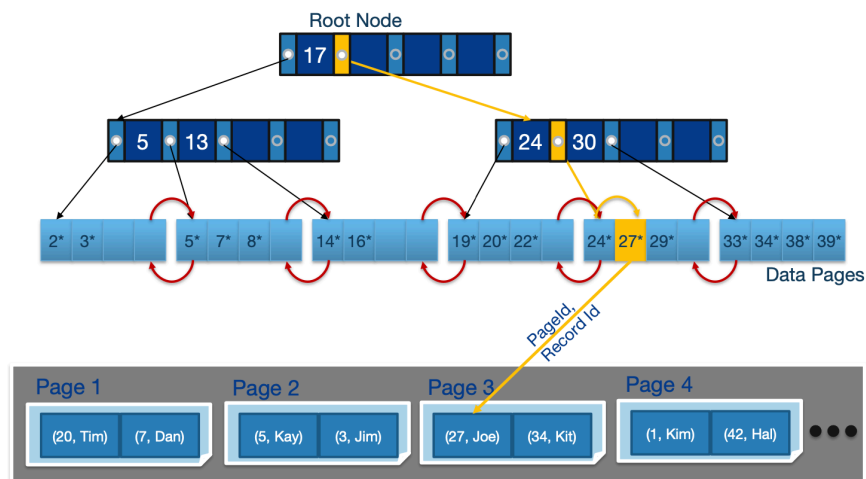 Root Node
17
5 13
24 30
2* 3*
5* 7* 8*
14* 16*
19* 20* 22*
24* 27* 29*
33* 34* 38* 39*
Data Pages
PageId,
Record Id
Page 1
(20, Tim) (7, Dan)
Page 2
(5, Kay) (3, Jim)
Page 3
(27, Joe) (34, Kit)
Page 4
(1, Kim) (42, Hal)